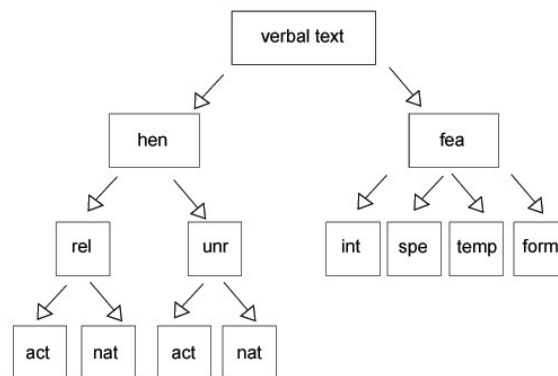 verbal text
hen
fea
rel
unr
int
spe
temp
form
act
nat
act
nat